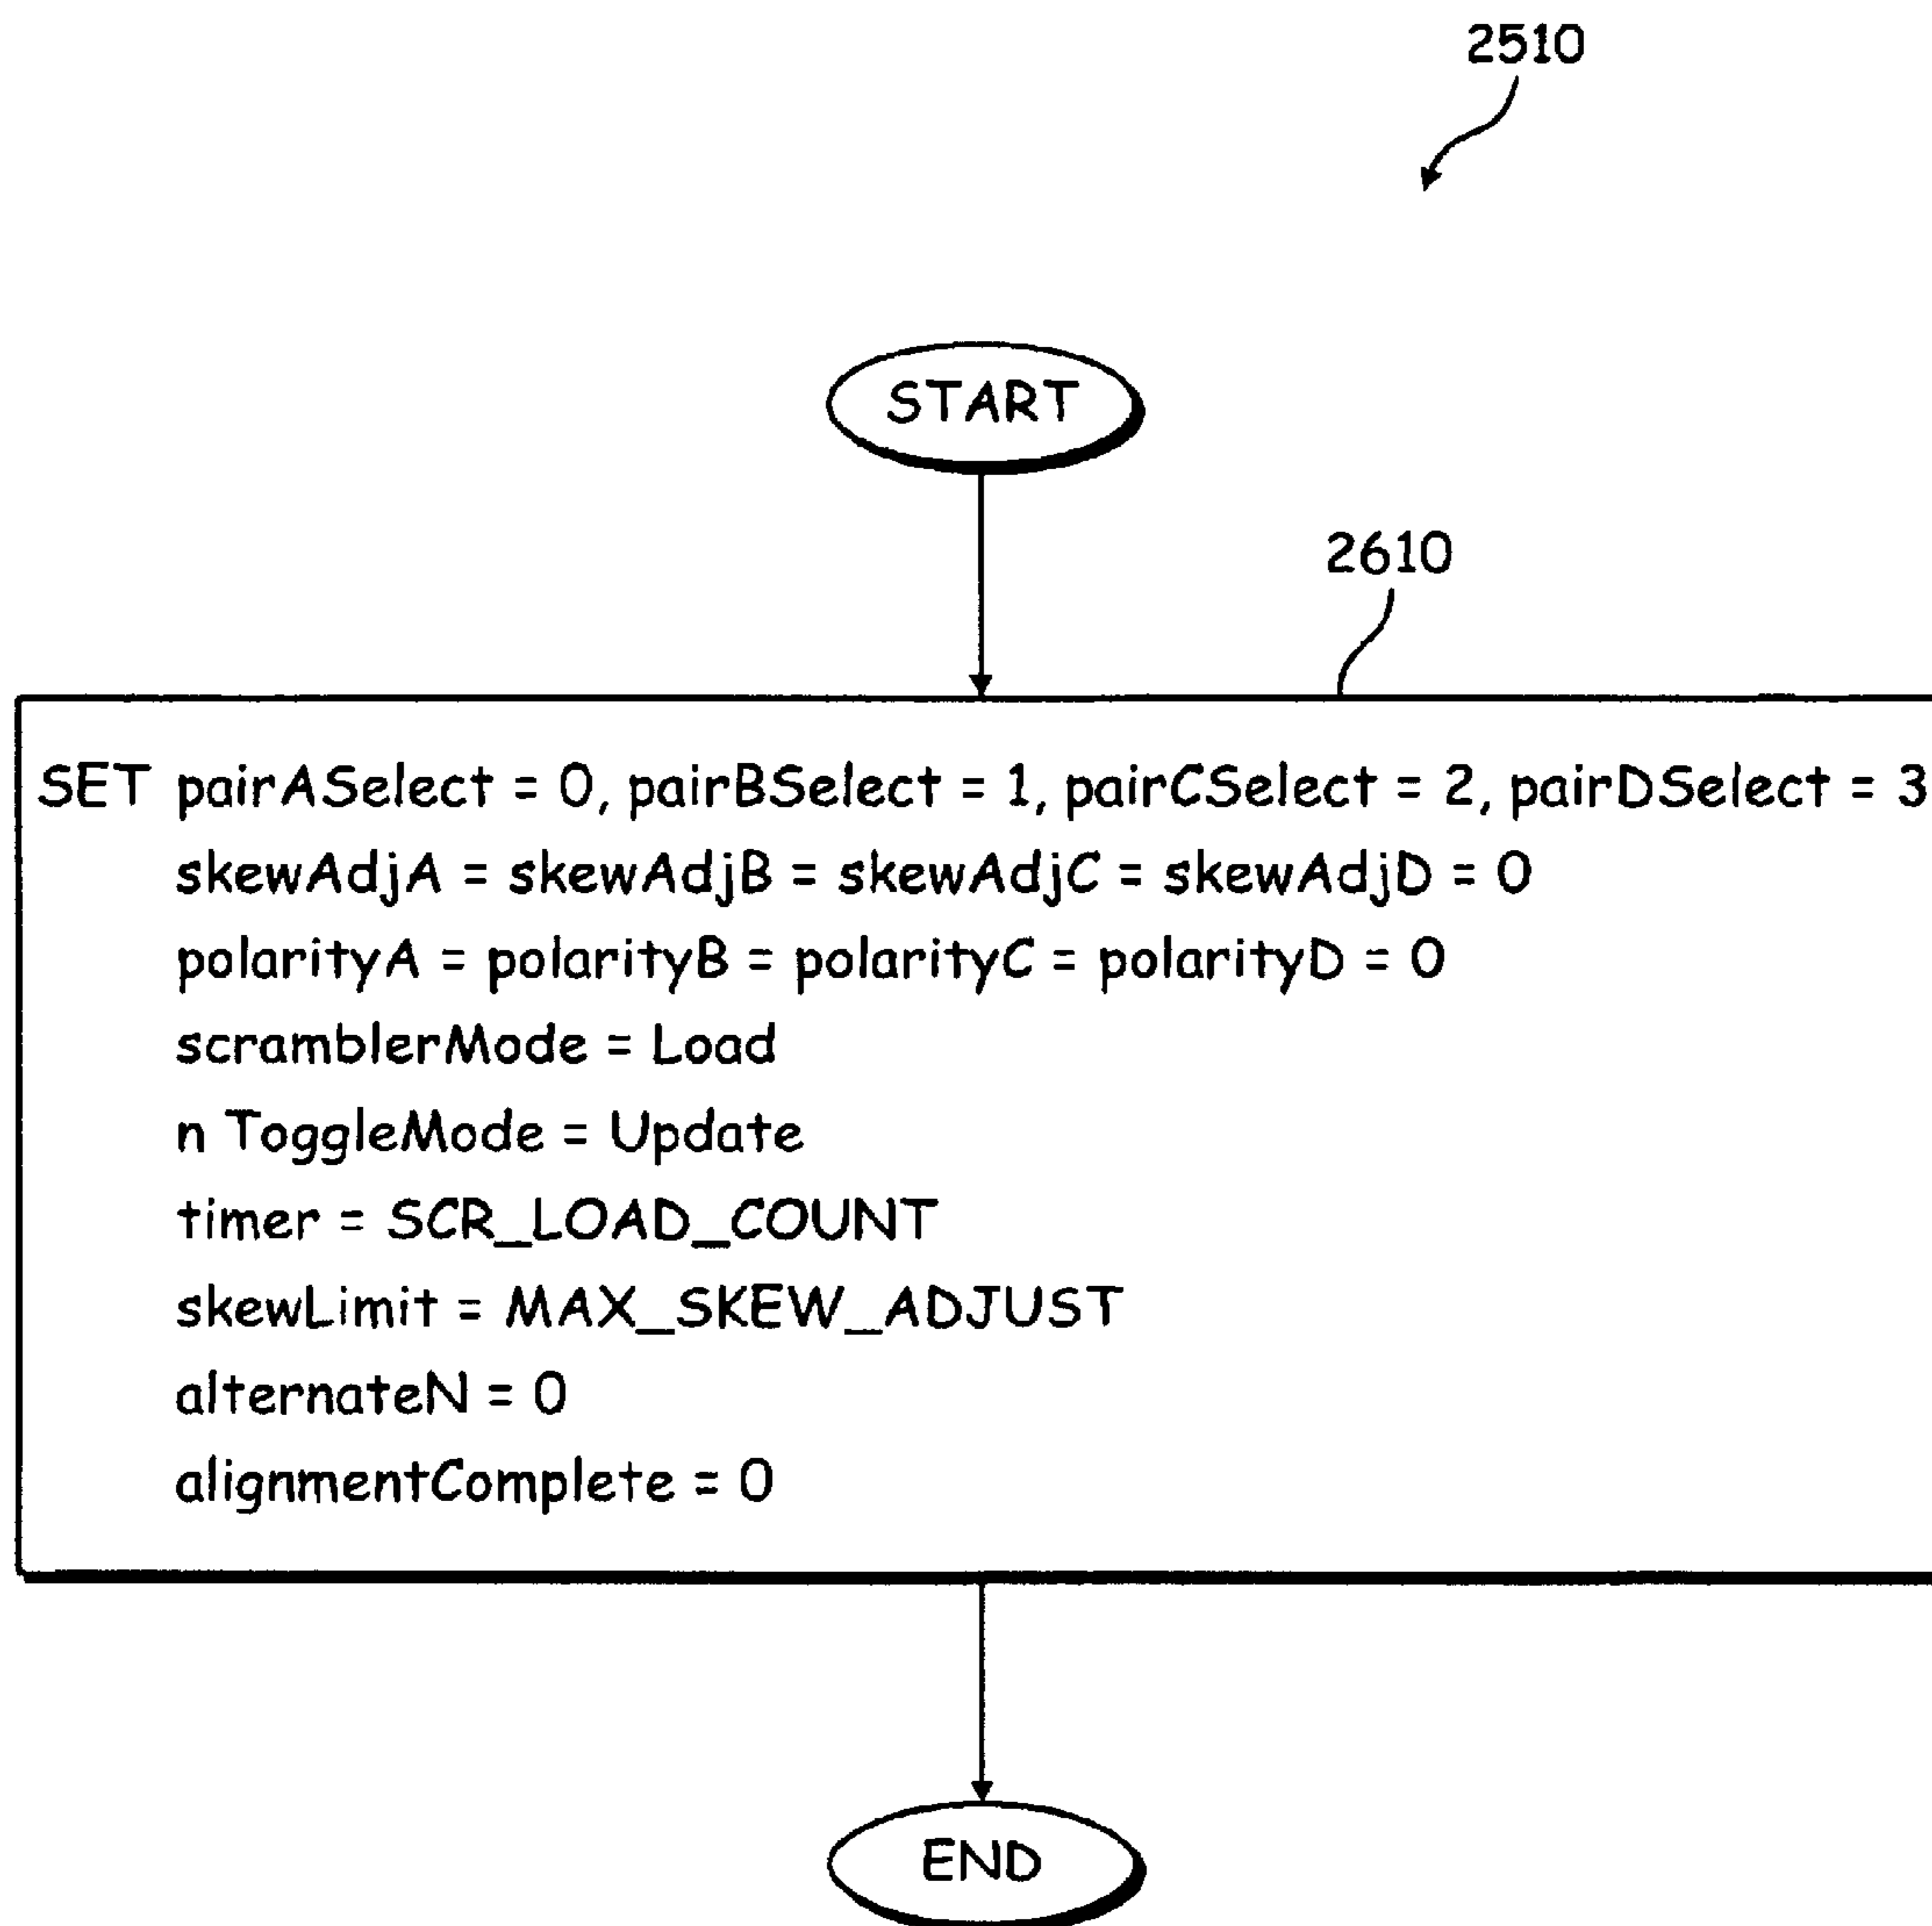 2510
START
2610
SET pairASelect = 0, pairBSelect = 1, pairCSelect = 2, pairDSelect = 3
skewAdjA = skewAdjB = skewAdjC = skewAdjD = 0
polarityA = polarityB = polarityC = polarityD = 0
scramblerMode = Load
n ToggleMode = Update
timer = SCR_LOAD_COUNT
skewLimit = MAX_SKEW_ADJUST
alternateN = 0
alignmentComplete = 0
END